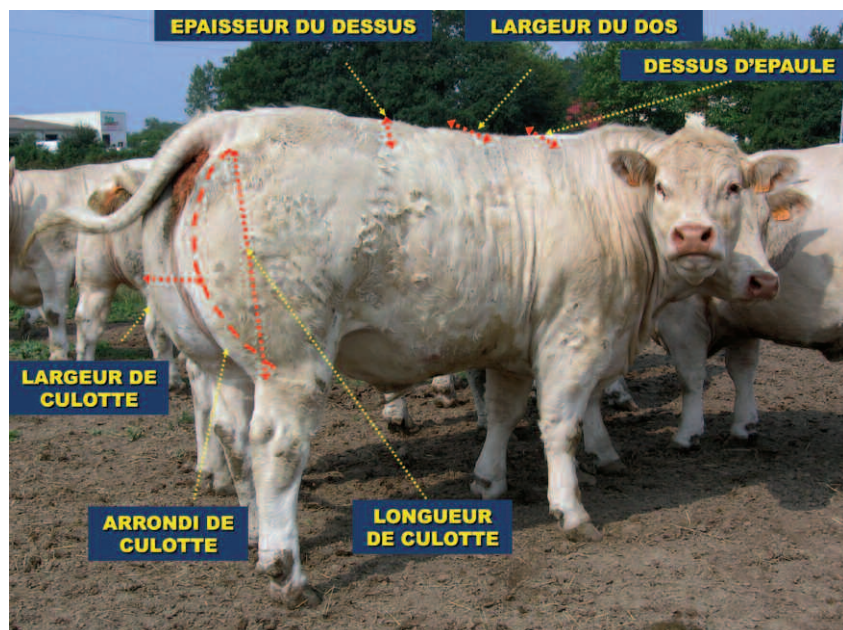 EPAISSEUR DU DESSUS
LARGEUR DU DOS
DESSUS D'EPAULE
LARGEUR DE
CULOTTE
ARRONDI DE
CULOTTE
LONGUEUR
DE CULOTTE